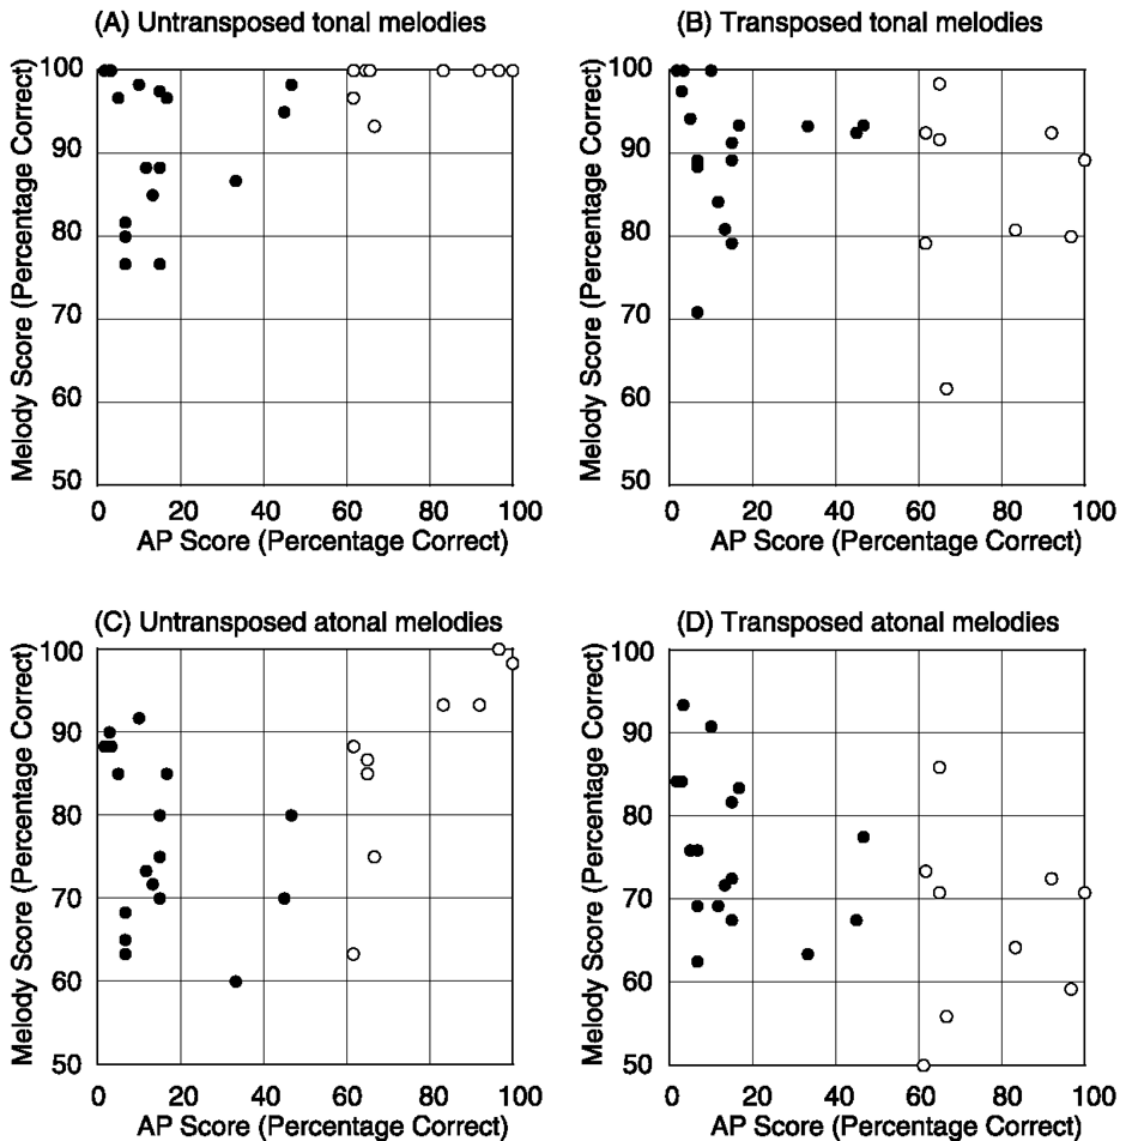 (A) Untransposed tonal melodies
Melody Score (Percentage Correct)
100
90
80
70
60
50
0 20 40 60 80 100
AP Score (Percentage Correct)
(B) Transposed tonal melodies
Melody Score (Percentage Correct)
100
90
80
70
60
50
0 20 40 60 80 100
AP Score (Percentage Correct)
(C) Untransposed atonal melodies
Melody Score (Percentage Correct)
100
90
80
70
60
50
0 20 40 60 80 100
AP Score (Percentage Correct)
(D) Transposed atonal melodies
Melody Score (Percentage Correct)
100
90
80
70
60
50
0 20 40 60 80 100
AP Score (Percentage Correct)